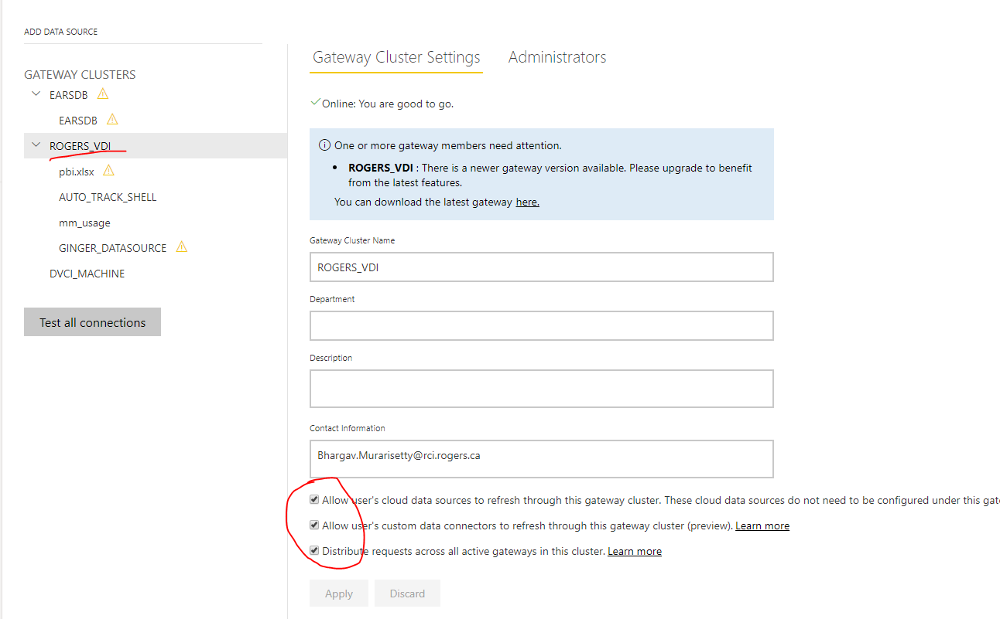 ADD DATA SOURCE
GATEWAY CLUSTERS
EARSDB
EARSDB
ROGERS_VDI
pbi.xlsx
AUTO_TRACK_SHELL
mm_usage
GINGER_DATASOURCE
DVCI_MACHINE
Test all connections
Gateway Cluster Settings Administrators
Online: You are good to go.
One or more gateway members need attention.
• ROGERS_VDI : There is a newer gateway version available. Please upgrade to benefit
from the latest features.
You can download the latest gateway here.
Gateway Cluster Name
ROGERS_VDI
Department
Description
Contact Information
Bhargav.Murarisetty@rci.rogers.ca
Allow user's cloud data sources to refresh through this gateway cluster. These cloud data sources do not need to be configured under this gat
Allow user's custom data connectors to refresh through this gateway cluster (preview). Learn more
Distribute requests across all active gateways in this cluster. Learn more
Apply Discard